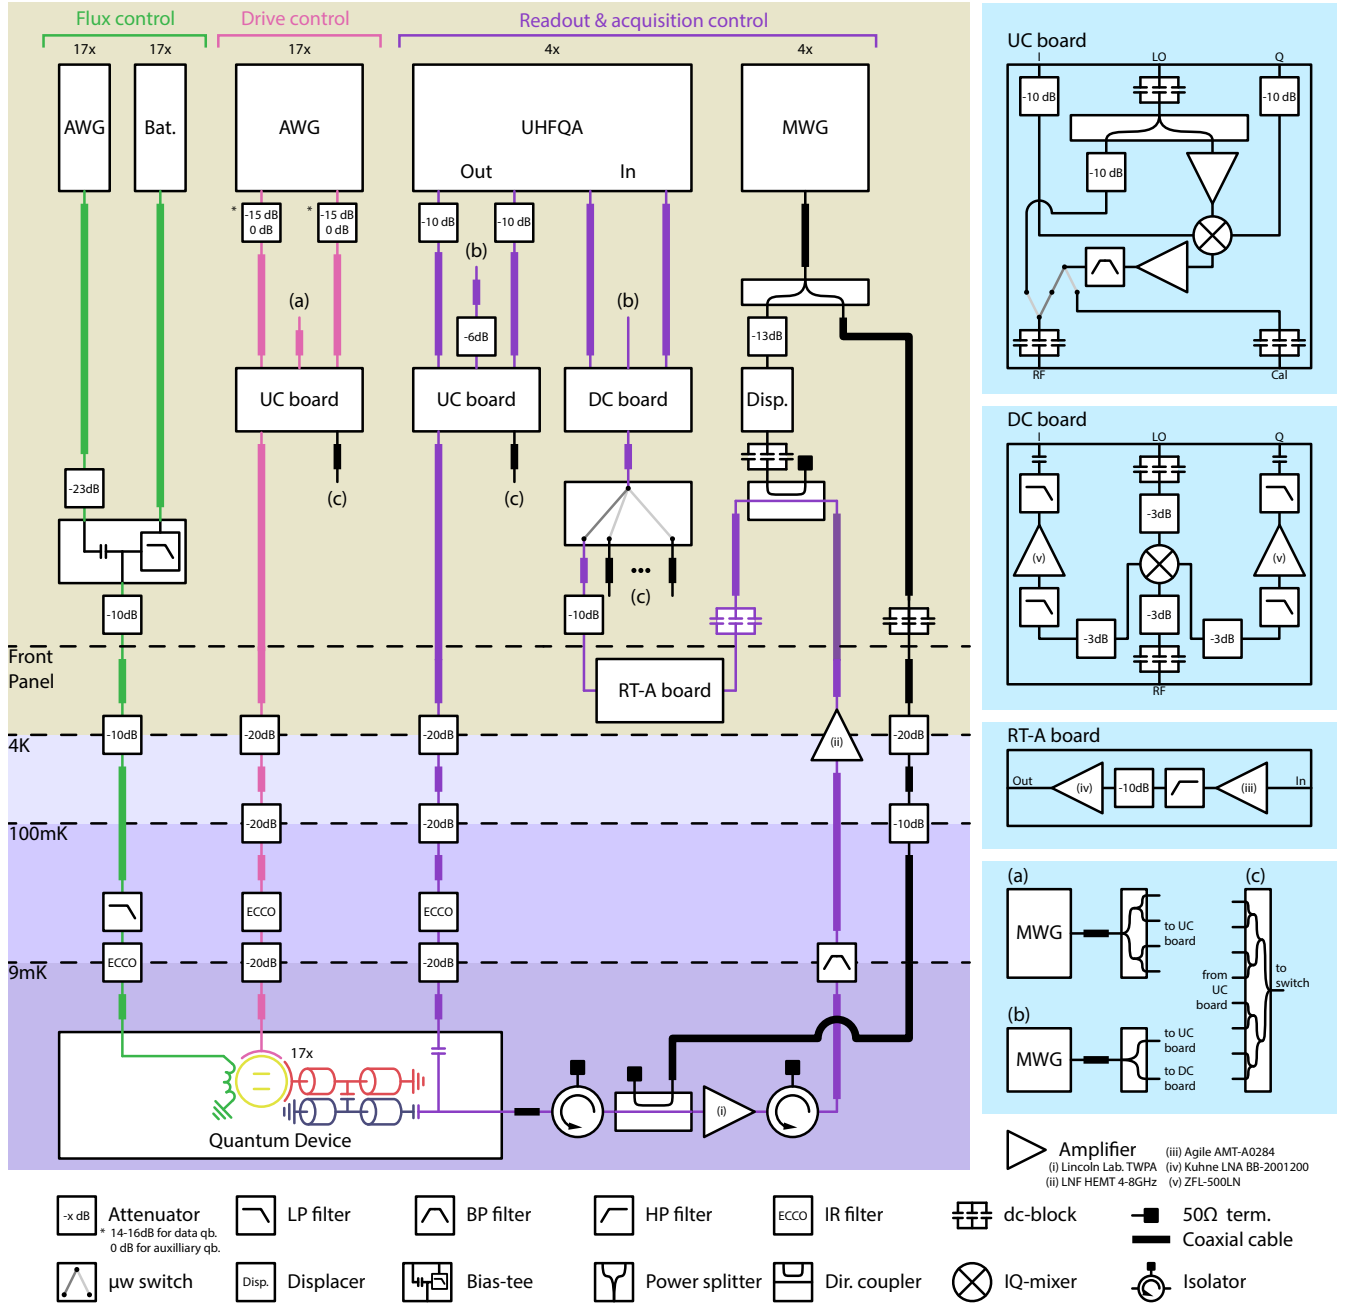 Flux control
Drive control
Readout & acquisition control
17x
17x
17x
4x
4x
AWG
Bat.
AWG
UHFQA
Out
In
MWG
* -15 dB
0 dB
* -15 dB
0 dB
-10 dB
-10 dB
(b)
(a)
(b)
-6dB
-13dB
UC board
UC board
DC board
Disp.
-23dB
(c)
(c)
(c)
-10dB
-10dB
Front
Panel
RT-A board
-10dB
-20dB
-20dB
(ii)
-20dB
4K
-20dB
-20dB
-10dB
100mK
ECCO
ECCO
ECCO
-20dB
-20dB
9mK
17x
(i)
Quantum Device
UC board
I
LO
Q
-10 dB
-10 dB
-10 dB
RF
Cal
DC board
I
LO
Q
-3dB
(v)
(v)
-3dB
-3dB
-3dB
RF
RT-A board
Out
(iv)
-10dB
(iii)
In
(a)
MWG
to UC
board
(b)
MWG
to UC
board
to DC
board
(c)
from
UC
board
to
switch
Amplifier
(i) Lincoln Lab. TWPA
(ii) LNF HEMT 4-8GHz
(iii) Agile AMT-A0284
(iv) Kuhne LNA BB-2001200
(v) ZFL-500LN
-x dB
Attenuator
* 14-16dB for data qb.
0 dB for auxilliary qb.
LP filter
BP filter
HP filter
ECCO
IR filter
dc-block
50Ω term.
Coaxial cable
μw switch
Disp.
Displacer
Bias-tee
Power splitter
Dir. coupler
IQ-mixer
Isolator